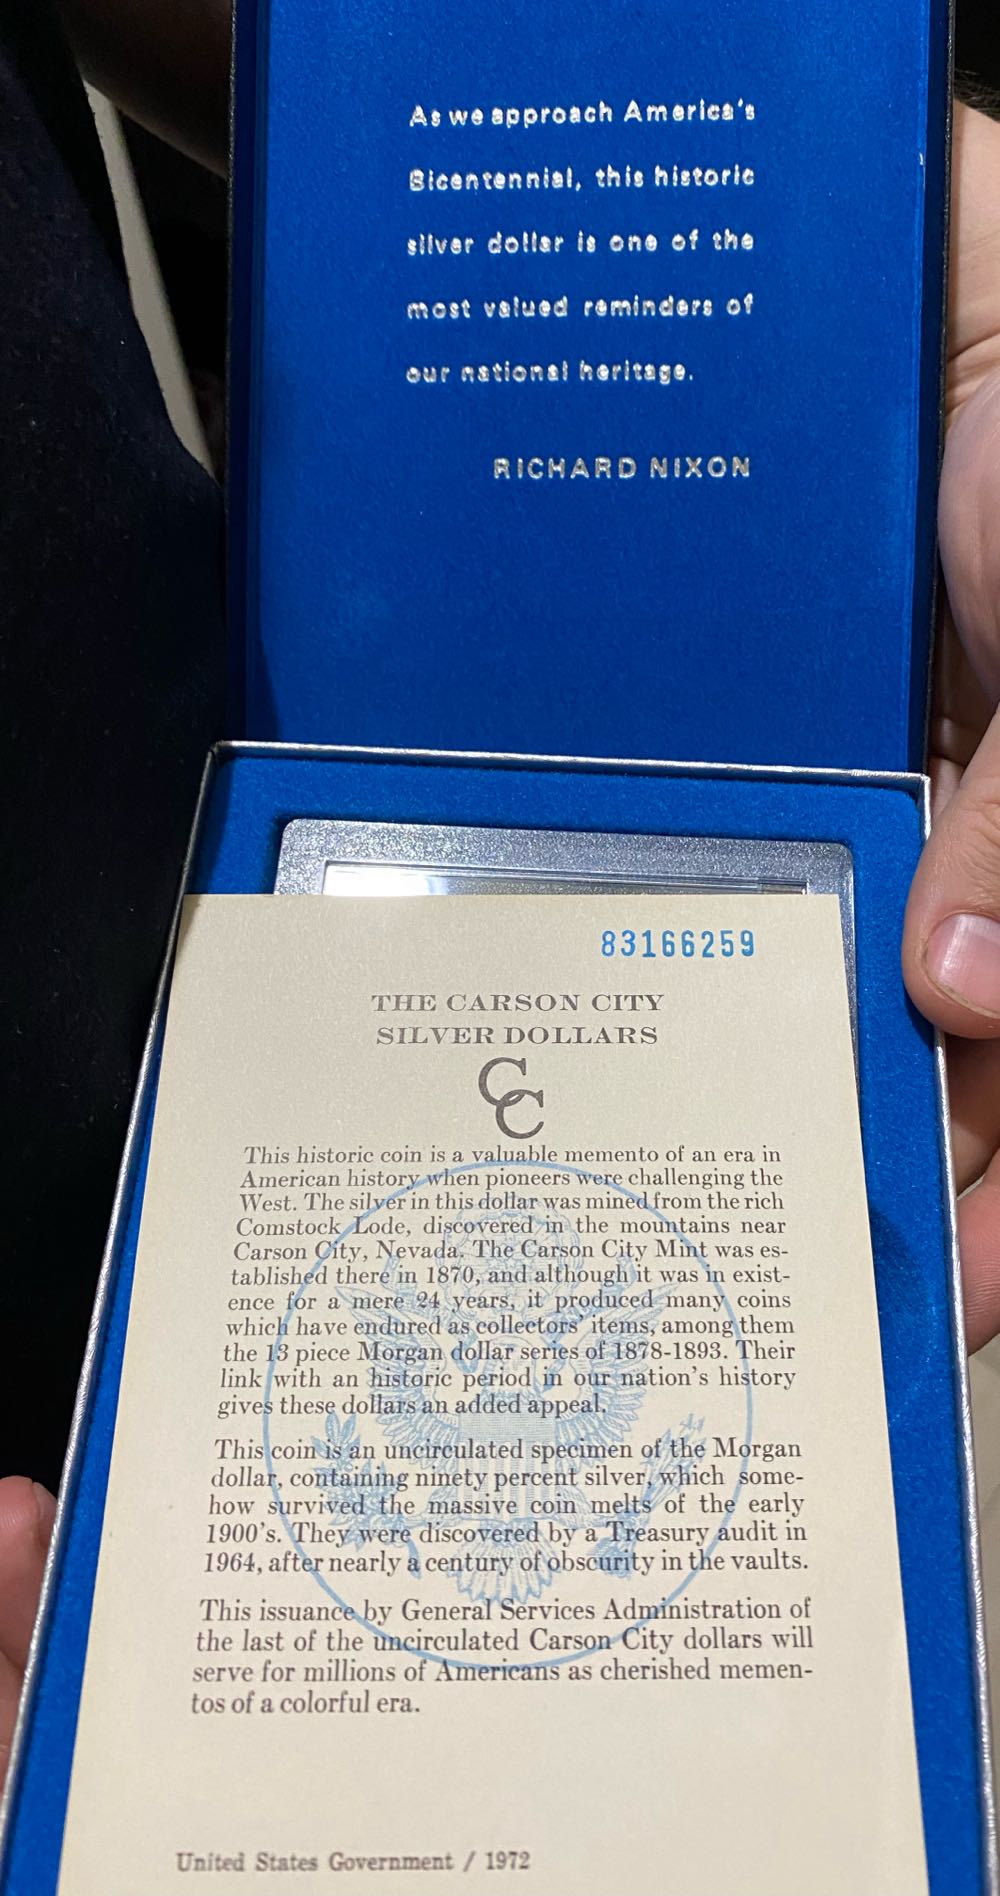 As we approach America's
Bicentennial, this historic
silver dollar is one of the
most valued reminders of
our national heritage.
RICHARD NIXON
83166259
THE CARSON CITY
SILVER DOLLARS
CC
This historic coin is a valuable memento of an era in
American history when pioneers were challenging the
West. The silver in this dollar was mined from the rich
Comstock Lode, discovered in the mountains near
Carson City, Nevada. The Carson City Mint was es-
tablished there in 1870, and although it was in exist-
ence for a mere 24 years, it produced many coins
which have endured as collectors' items, among them
the 13 piece Morgan dollar series of 1878-1893. Their
link with an historic period in our nation's history
gives these dollars an added appeal.
This coin is an uncirculated specimen of the Morgan
dollar, containing ninety percent silver, which some-
how survived the massive coin melts of the early
1900's. They were discovered by a Treasury audit in
1964, after nearly a century of obscurity in the vaults.
This issuance by General Services Administration of
the last of the uncirculated Carson City dollars will
serve for millions of Americans as cherished memen-
tos of a colorful era.
United States Government / 1972